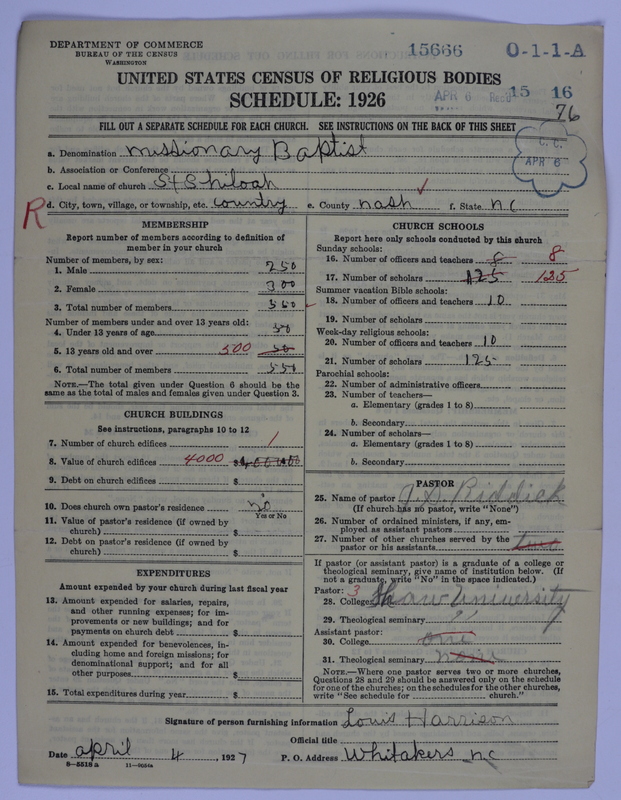 DEPARTMENT OF COMMERCE
BUREAU OF THE CENSUS
WASHINGTON
15666 0-1-1-A
UNITED STATES CENSUS OF RELIGIOUS BODIES
SCHEDULE: 1926
APR 6 Rec'd 15 16
76
FILL OUT A SEPARATE SCHEDULE FOR EACH CHURCH. SEE INSTRUCTIONS ON THE BACK OF THIS SHEET
C. C.
APR 6
a. Denomination Missionary Baptist
b. Association or Conference
c. Local name of church St Shiloah
R
d. City, town, village, or township, etc. Country e. County Nash ✓ f. State N C
MEMBERSHIP
Report number of members according to definition of member in your church
Number of members, by sex:
1. Male 250
2. Female 300
3. Total number of members 560
Number of members under and over 13 years old:
4. Under 13 years of age 50
5. 13 years old and over 500 50
6. Total number of members 550
NOTE.—The total given under Question 6 should be the same as the total of males and females given under Question 3.
CHURCH BUILDINGS
See instructions, paragraphs 10 to 12
7. Number of church edifices 1
8. Value of church edifices 4000 $
9. Debt on church edifices $
10. Does church own pastor's residence no
Yes or No
11. Value of pastor's residence (if owned by church) $
12. Debt on pastor's residence (if owned by church) $
EXPENDITURES
Amount expended by your church during last fiscal year
13. Amount expended for salaries, repairs, and other running expenses; for improvements or new buildings; and for payments on church debt $
14. Amount expended for benevolences, including home and foreign missions; for denominational support; and for all other purposes $
15. Total expenditures during year $
CHURCH SCHOOLS
Report here only schools conducted by this church
Sunday schools:
16. Number of officers and teachers 8 8
17. Number of scholars 125 125
Summer vacation Bible schools:
18. Number of officers and teachers 10
19. Number of scholars
Week-day religious schools:
20. Number of officers and teachers 10
21. Number of scholars 125
Parochial schools:
22. Number of administrative officers
23. Number of teachers—
a. Elementary (grades 1 to 8)
b. Secondary
24. Number of scholars—
a. Elementary (grades 1 to 8)
b. Secondary
PASTOR
25. Name of pastor Riddick
(If church has no pastor, write "None")
26. Number of ordained ministers, if any, employed as assistant pastors
27. Number of other churches served by the pastor or his assistants
If pastor (or assistant pastor) is a graduate of a college or theological seminary, give name of institution below. (If not a graduate, write "No" in the space indicated.)
Pastor: 3
28. College Shaw University
29. Theological seminary
Assistant pastor:
30. College
31. Theological seminary none
NOTE.—Where one pastor serves two or more churches, Questions 28 and 29 should be answered only on the schedule for one of the churches; on the schedules for the other churches, write "See schedule for church."
Signature of person furnishing information Louis Harrison
Official title
Date April 4, 1927 P. O. Address Whitakers N C
8-5518 a